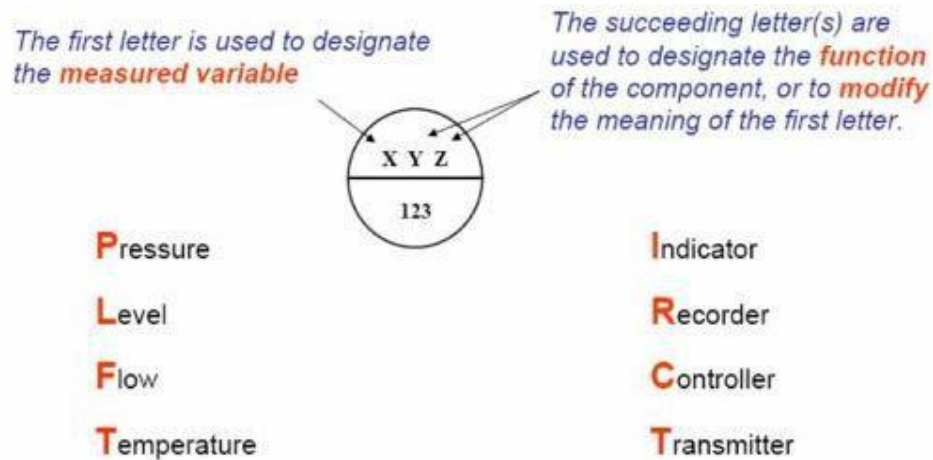 The first letter is used to designate
the measured variable
The succeeding letter(s) are
used to designate the function
of the component, or to modify
the meaning of the first letter.
X Y Z
123
Pressure
Level
Flow
Temperature
Indicator
Recorder
Controller
Transmitter